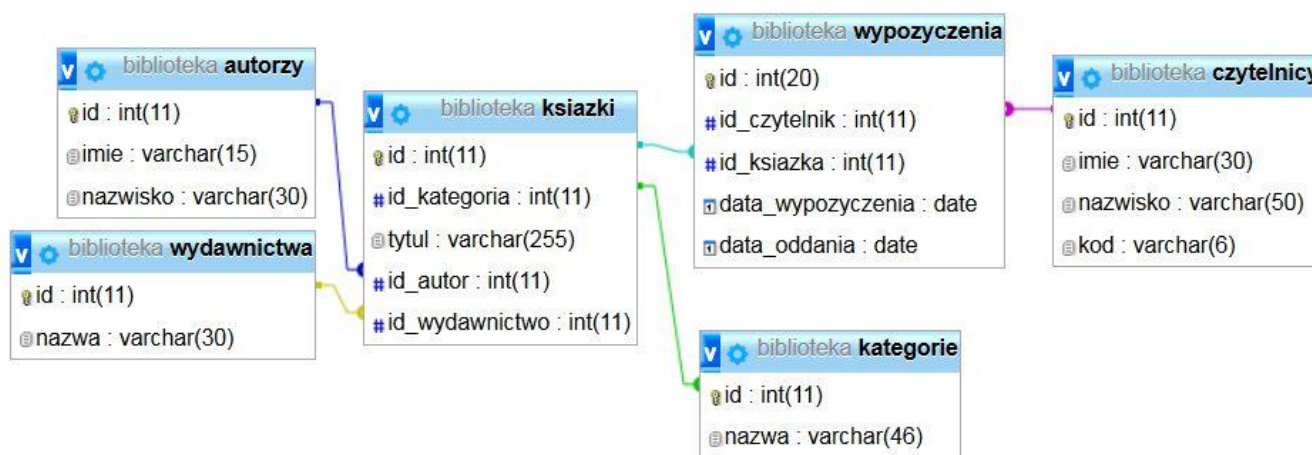 biblioteka autorzy
id : int(11)
imie : varchar(15)
nazwisko : varchar(30)
biblioteka wydawnictwa
id : int(11)
nazwa : varchar(30)
biblioteka ksiazki
id : int(11)
id_kategoria : int(11)
tytul : varchar(255)
id_autor : int(11)
id_wydawnictwo : int(11)
biblioteka wypozyczenia
id : int(20)
id_czytelnik : int(11)
id_ksiazka : int(11)
data_wypozyczenia : date
data_oddania : date
biblioteka kategorie
id : int(11)
nazwa : varchar(46)
biblioteka czytelnicy
id : int(11)
imie : varchar(30)
nazwisko : varchar(50)
kod : varchar(6)